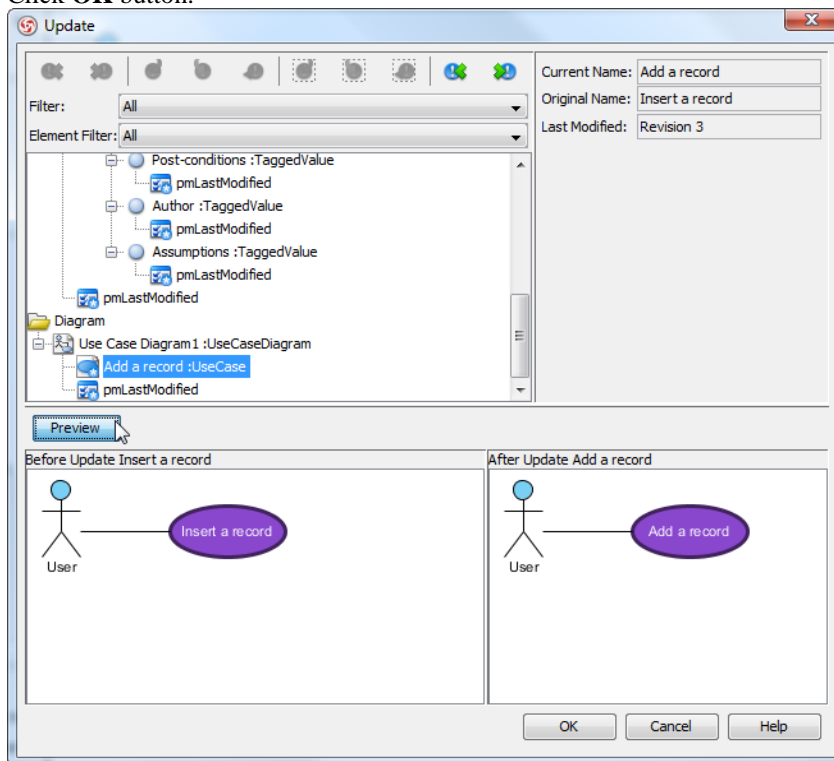 Click OK button.
Update
Filter: All
Element Filter: All
Post-conditions :TaggedValue
pmLastModified
Author :TaggedValue
pmLastModified
Assumptions :TaggedValue
pmLastModified
pmLastModified
Diagram
Use Case Diagram1 :UseCaseDiagram
Add a record :UseCase
pmLastModified
Current Name: Add a record
Original Name: Insert a record
Last Modified: Revision 3
Preview
Before Update Insert a record
Insert a record
User
After Update Add a record
Add a record
User
OK Cancel Help